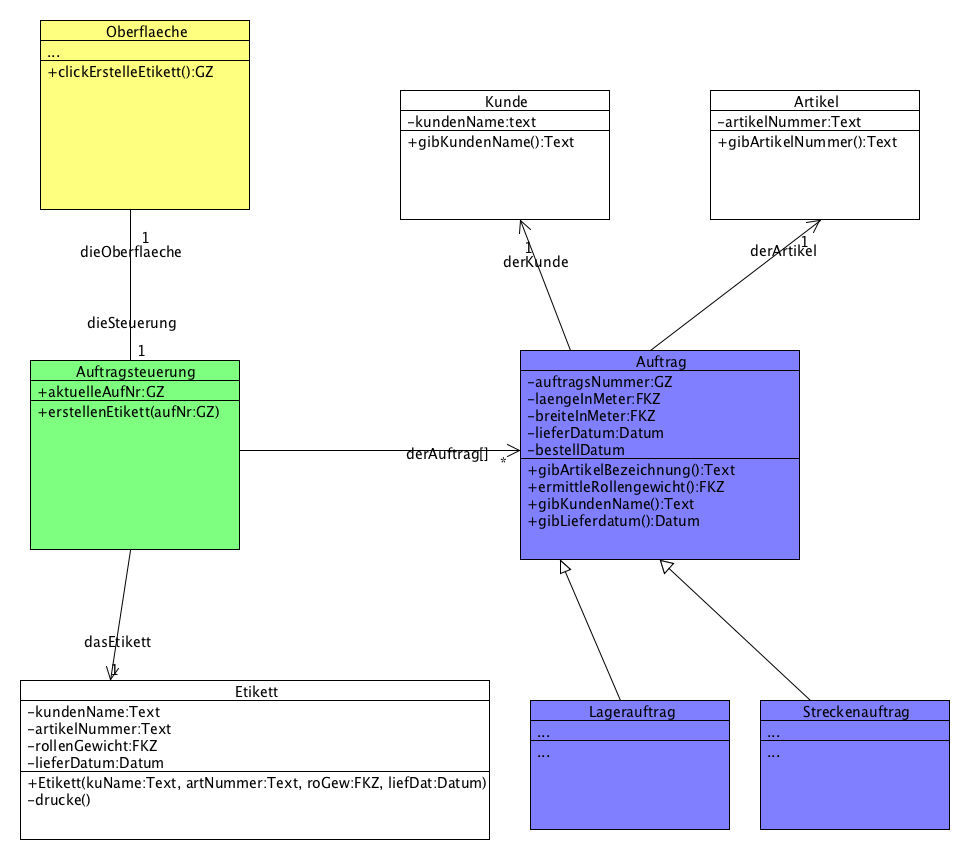 Oberflaeche
...
+clickErstelleEtikett():GZ
Kunde
-kundenName:text
+gibKundenName():Text
Artikel
-artikelNummer:Text
+gibArtikelNummer():Text
1
dieOberflaeche
1
derKunde
1
derArtikel
dieSteuerung
1
Auftragsteuerung
+aktuelleAufNr:GZ
+erstellenEtikett(aufNr:GZ)
derAuftrag[]
*
Auftrag
-auftragsNummer:GZ
-laengeInMeter:FKZ
-breiteInMeter:FKZ
-lieferDatum:Datum
-bestellDatum
+gibArtikelBezeichnung():Text
+ermittleRollengewicht():FKZ
+gibKundenName():Text
+gibLieferdatum():Datum
dasEtikett
1
Etikett
-kundenName:Text
-artikelNummer:Text
-rollenGewicht:FKZ
-lieferDatum:Datum
+Etikett(kuName:Text, artNummer:Text, roGew:FKZ, liefDat:Datum)
-drucke()
Lagerauftrag
...
...
Streckenauftrag
...
...